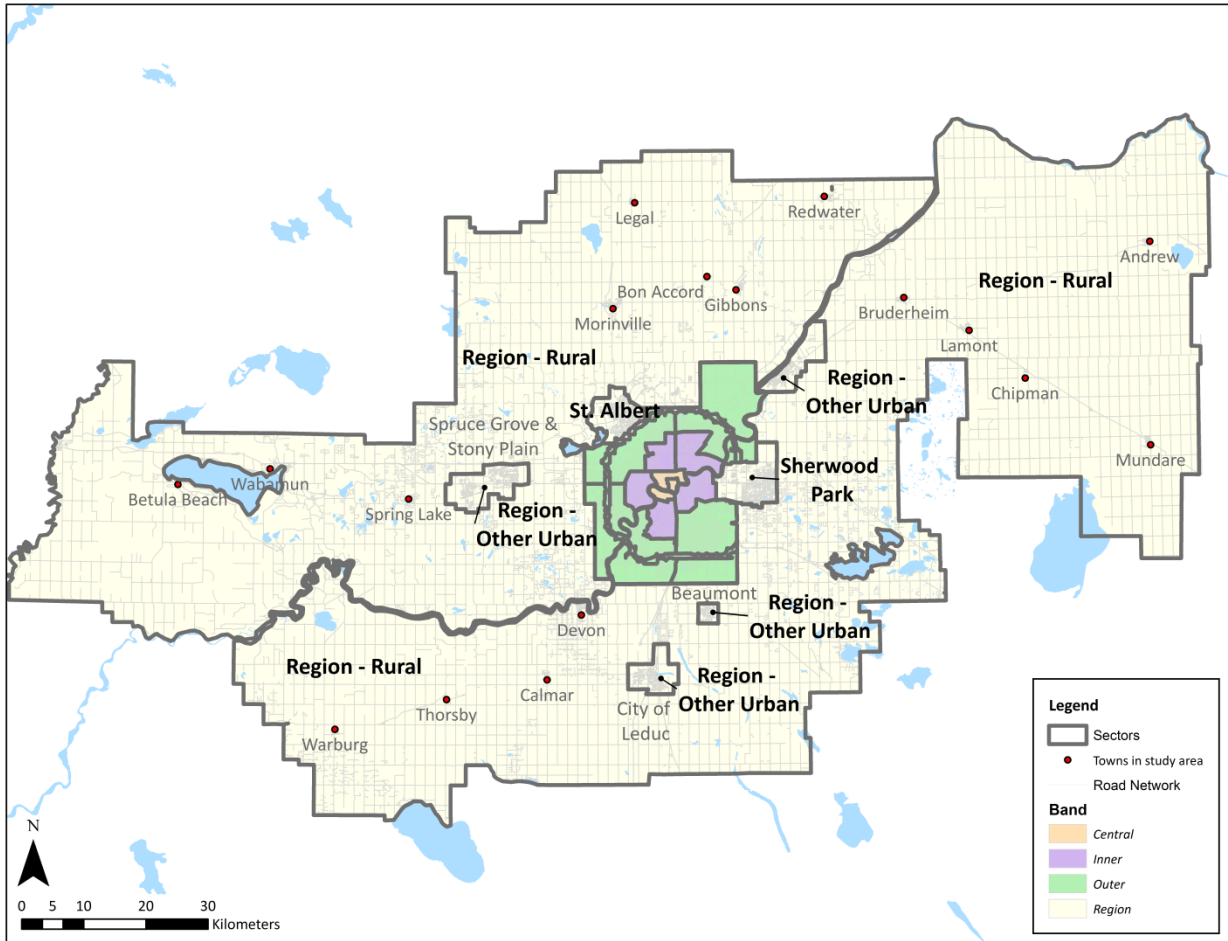 Legal
Redwater
Andrew
Region - Rural
Bon Accord
Gibbons
Bruderheim
Morinville
Lamont
Region - Rural
Chipman
Region -
Other Urban
St. Albert
Spruce Grove &
Stony Plain
Mundare
Sherwood
Park
Wabamun
Betula Beach
Spring Lake
Region -
Other Urban
Beaumont
Region -
Other Urban
Devon
Region - Rural
Region -
Other Urban
Calmar
City of
Leduc
Thorsby
Warburg
Legend
Sectors
Towns in study area
Road Network
Band
Central
Inner
Outer
Region
N
0 5 10 20 30
Kilometers